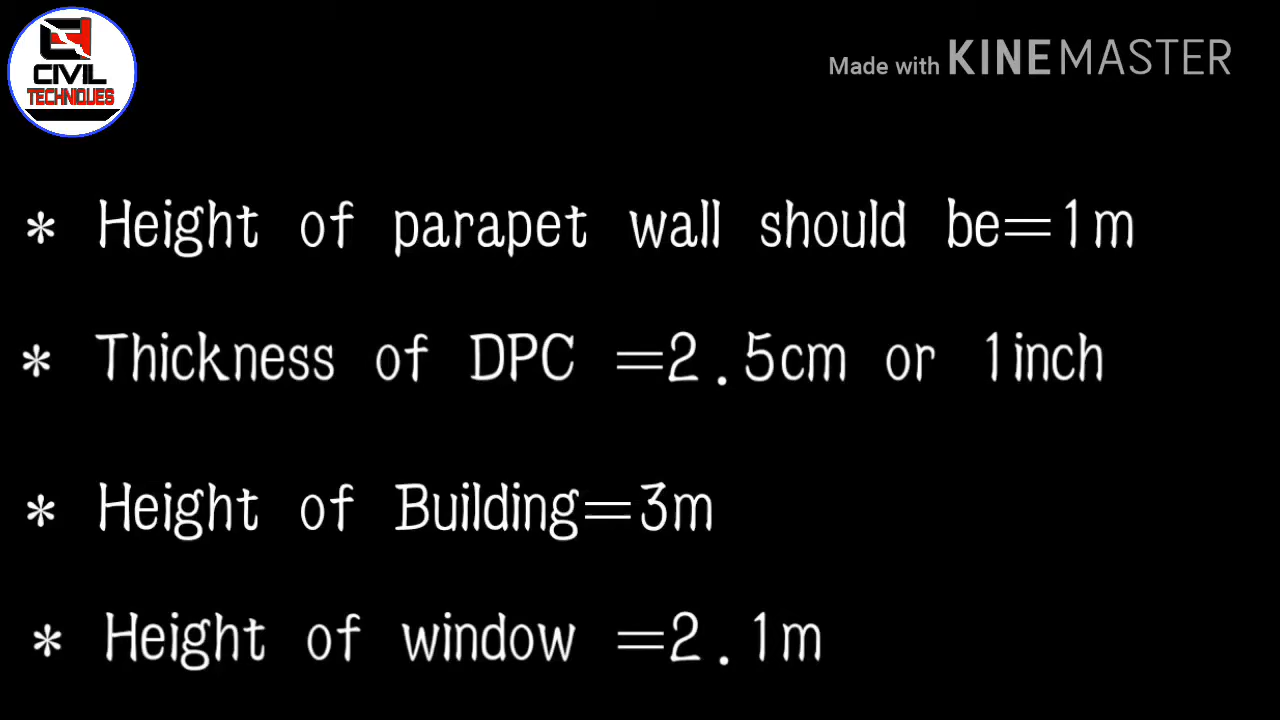 CIVIL
TECHNIQUES
Made with KINEMASTER
* Height of parapet wall should be=1m
* Thickness of DPC =2.5cm or 1inch
* Height of Building=3m
* Height of window =2.1m